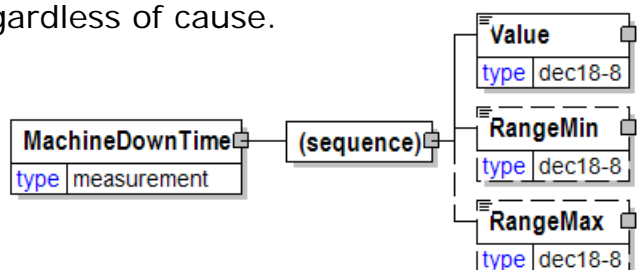 gardless of cause.
Value
type dec18-8
MachineDownTime
type measurement
(sequence)
RangeMin
type dec18-8
RangeMax
type dec18-8